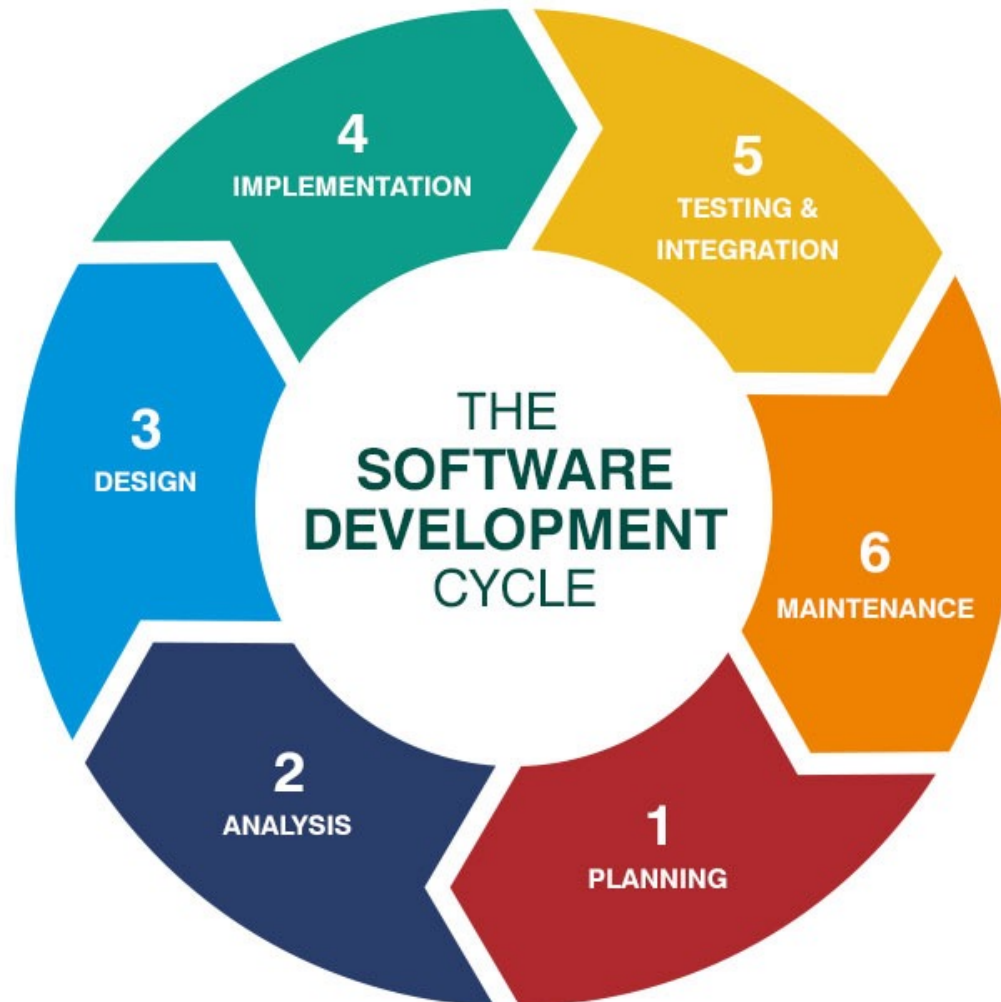 THE
SOFTWARE
DEVELOPMENT
CYCLE
1
PLANNING
2
ANALYSIS
3
DESIGN
4
IMPLEMENTATION
5
TESTING &
INTEGRATION
6
MAINTENANCE